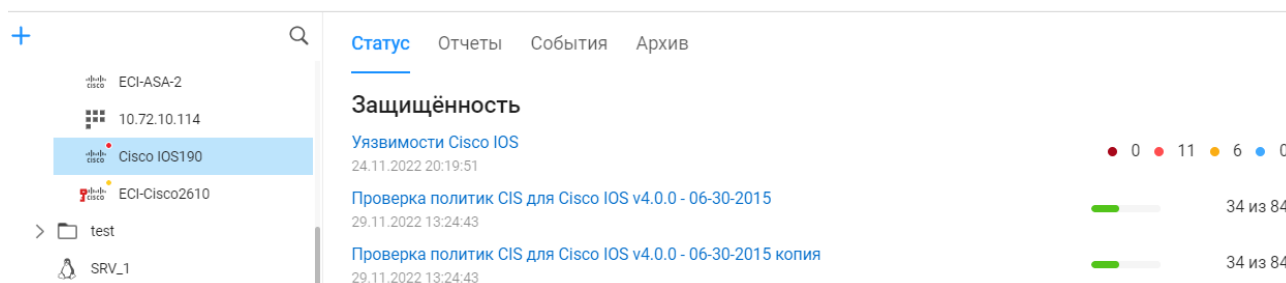 Статус Отчеты События Архив
ECI-ASA-2
10.72.10.114
Cisco IOS190
ECI-Cisco2610
test
SRV_1
Защищённость
Уязвимости Cisco IOS
24.11.2022 20:19:51
0 11 6 0
Проверка политик CIS для Cisco IOS v4.0.0 - 06-30-2015
29.11.2022 13:24:43
34 из 84
Проверка политик CIS для Cisco IOS v4.0.0 - 06-30-2015 копия
29.11.2022 13:24:43
34 из 84